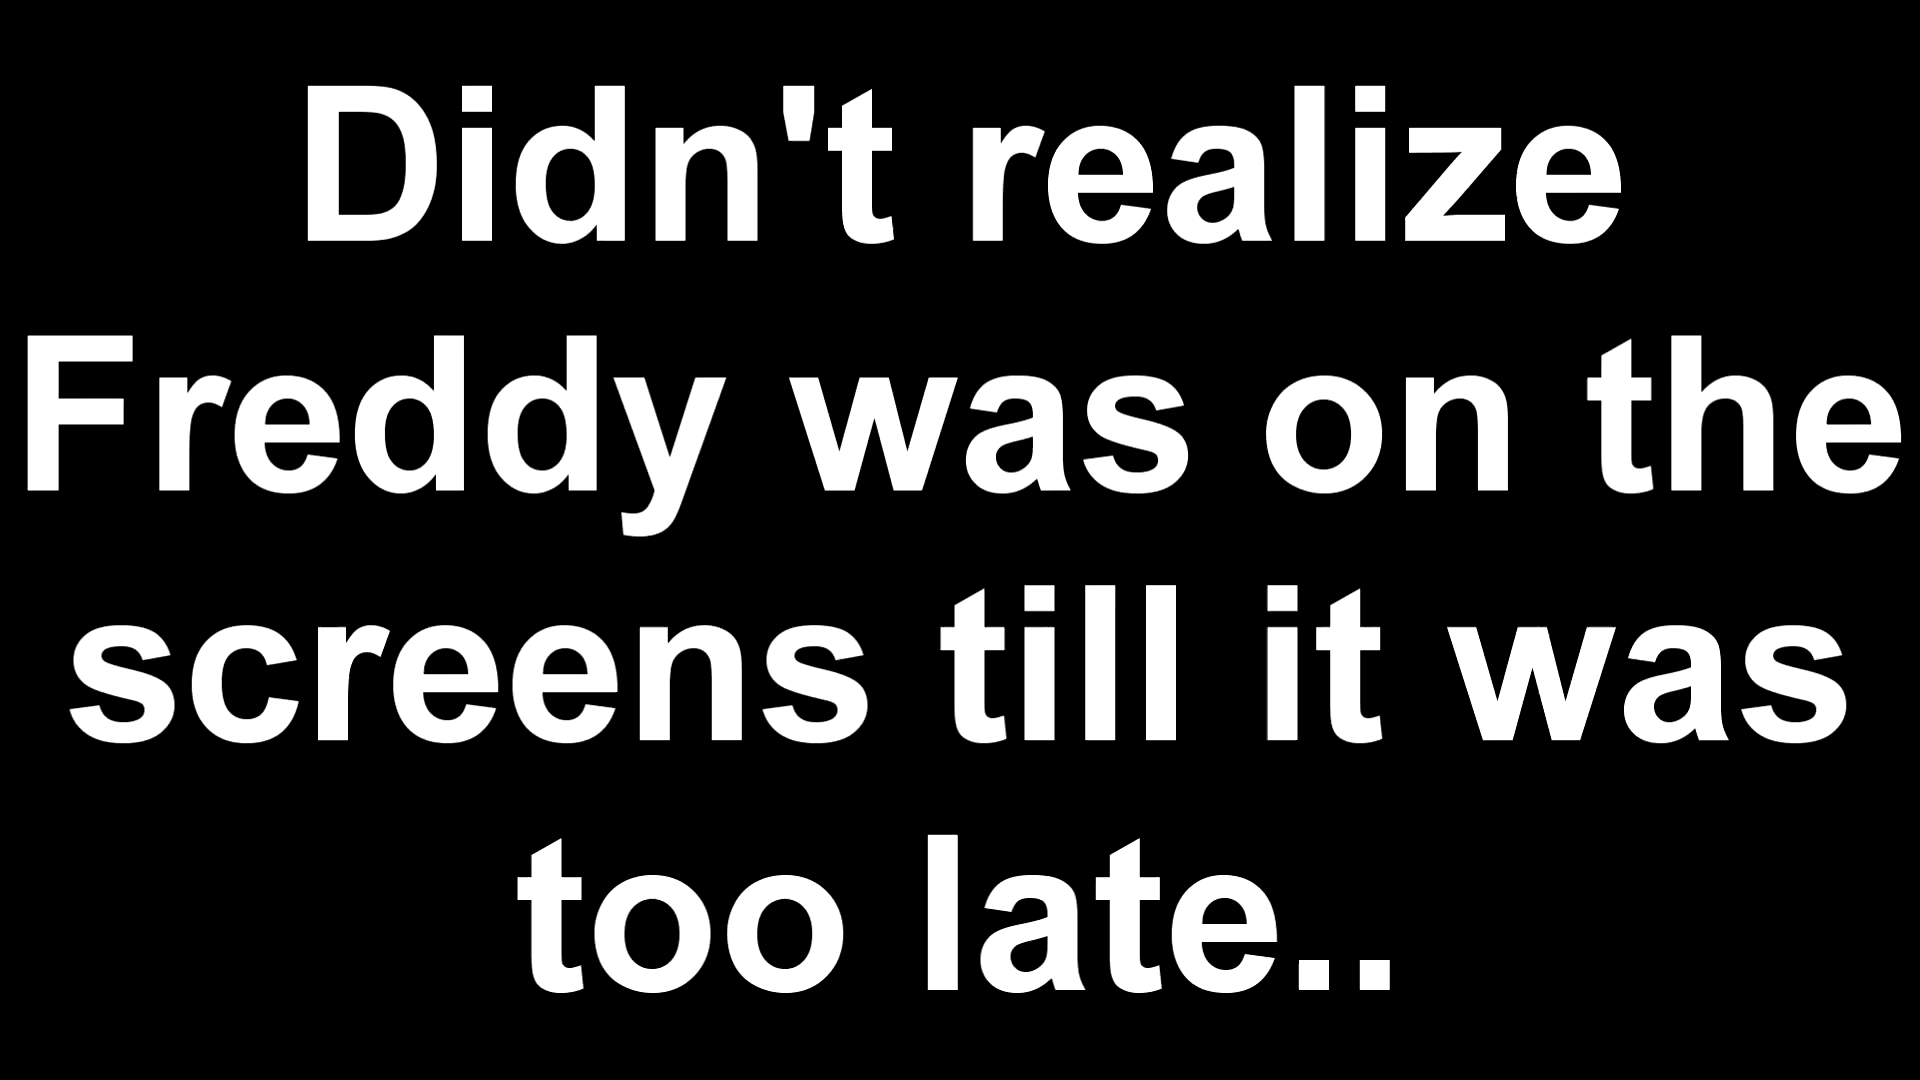 Didn't realize
Freddy was on the
screens till it was
too late..